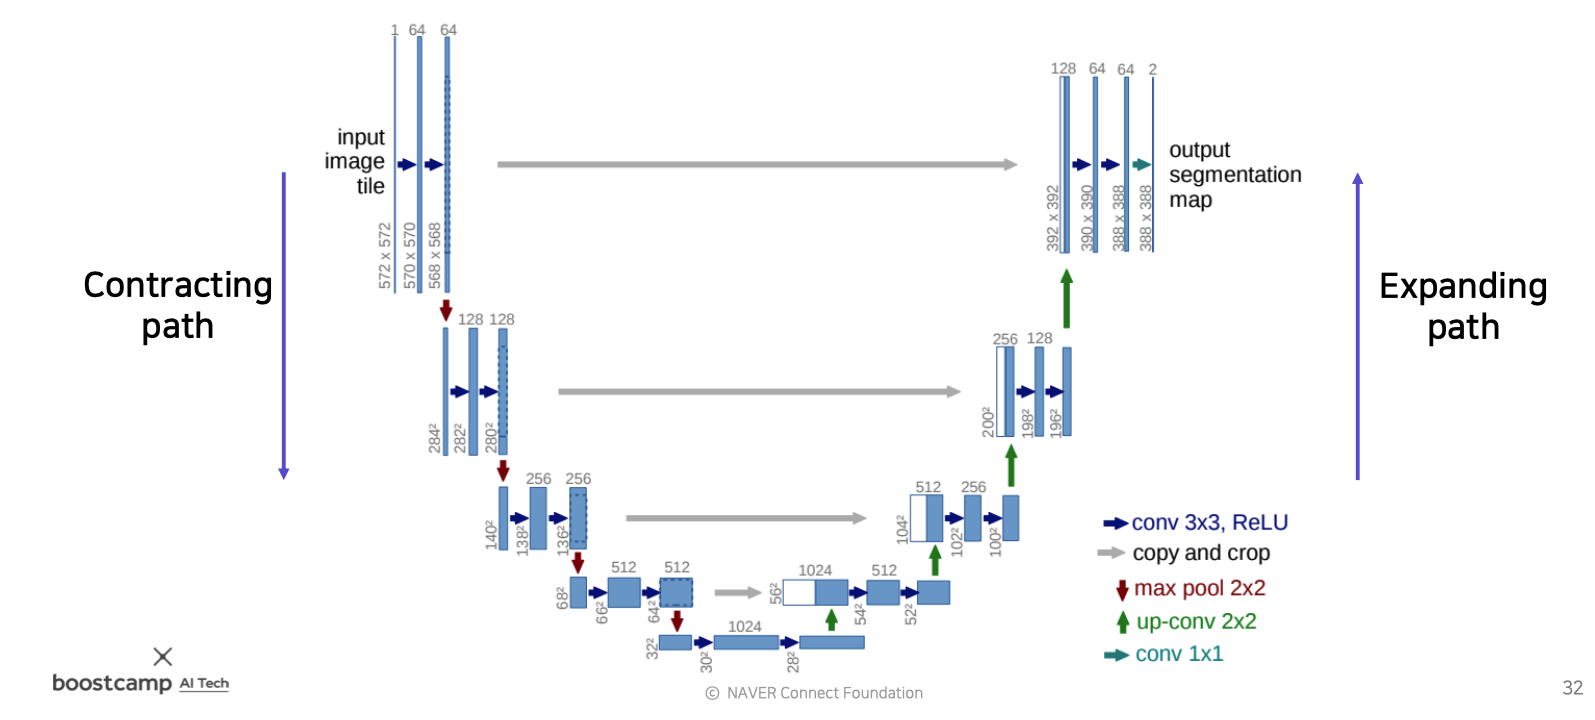 1 64 64
128 64 64 2
input
image
tile
output
segmentation
map
572 x 572
570 x 570
568 x 568
392 x 392
390 x 390
388 x 388
388 x 388
Contracting
path
Expanding
path
128 128
256 128
284²
282²
280²
200²
198²
196²
256 256
512 256
140²
138²
136²
104²
102²
100²
conv 3x3, ReLU
copy and crop
max pool 2x2
up-conv 2x2
conv 1x1
512 512
1024 512
68²
66²
64²
56²
54²
52²
1024
32²
30²
28²
boostcamp AI Tech
© NAVER Connect Foundation
32